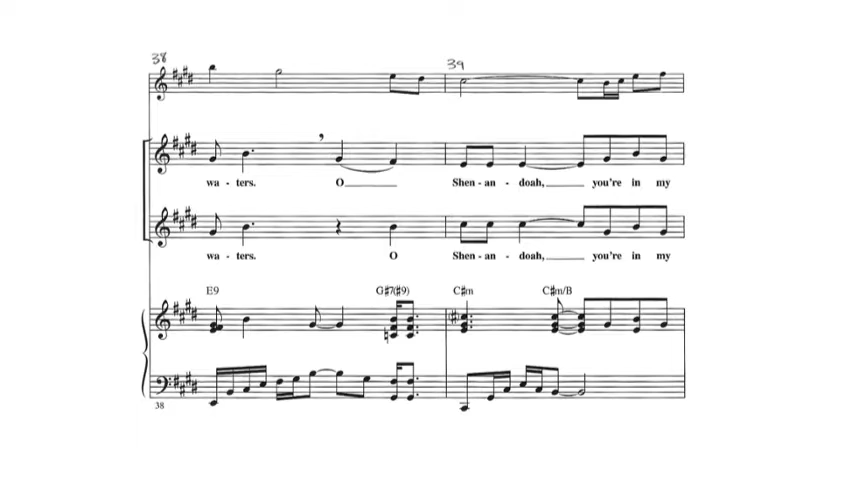 38 39
wa - ters. O Shen - an - doah, you're in my
wa - ters. O Shen - an - doah, you're in my
E9 G♯7(♯9) C♯m C♯m/B
38